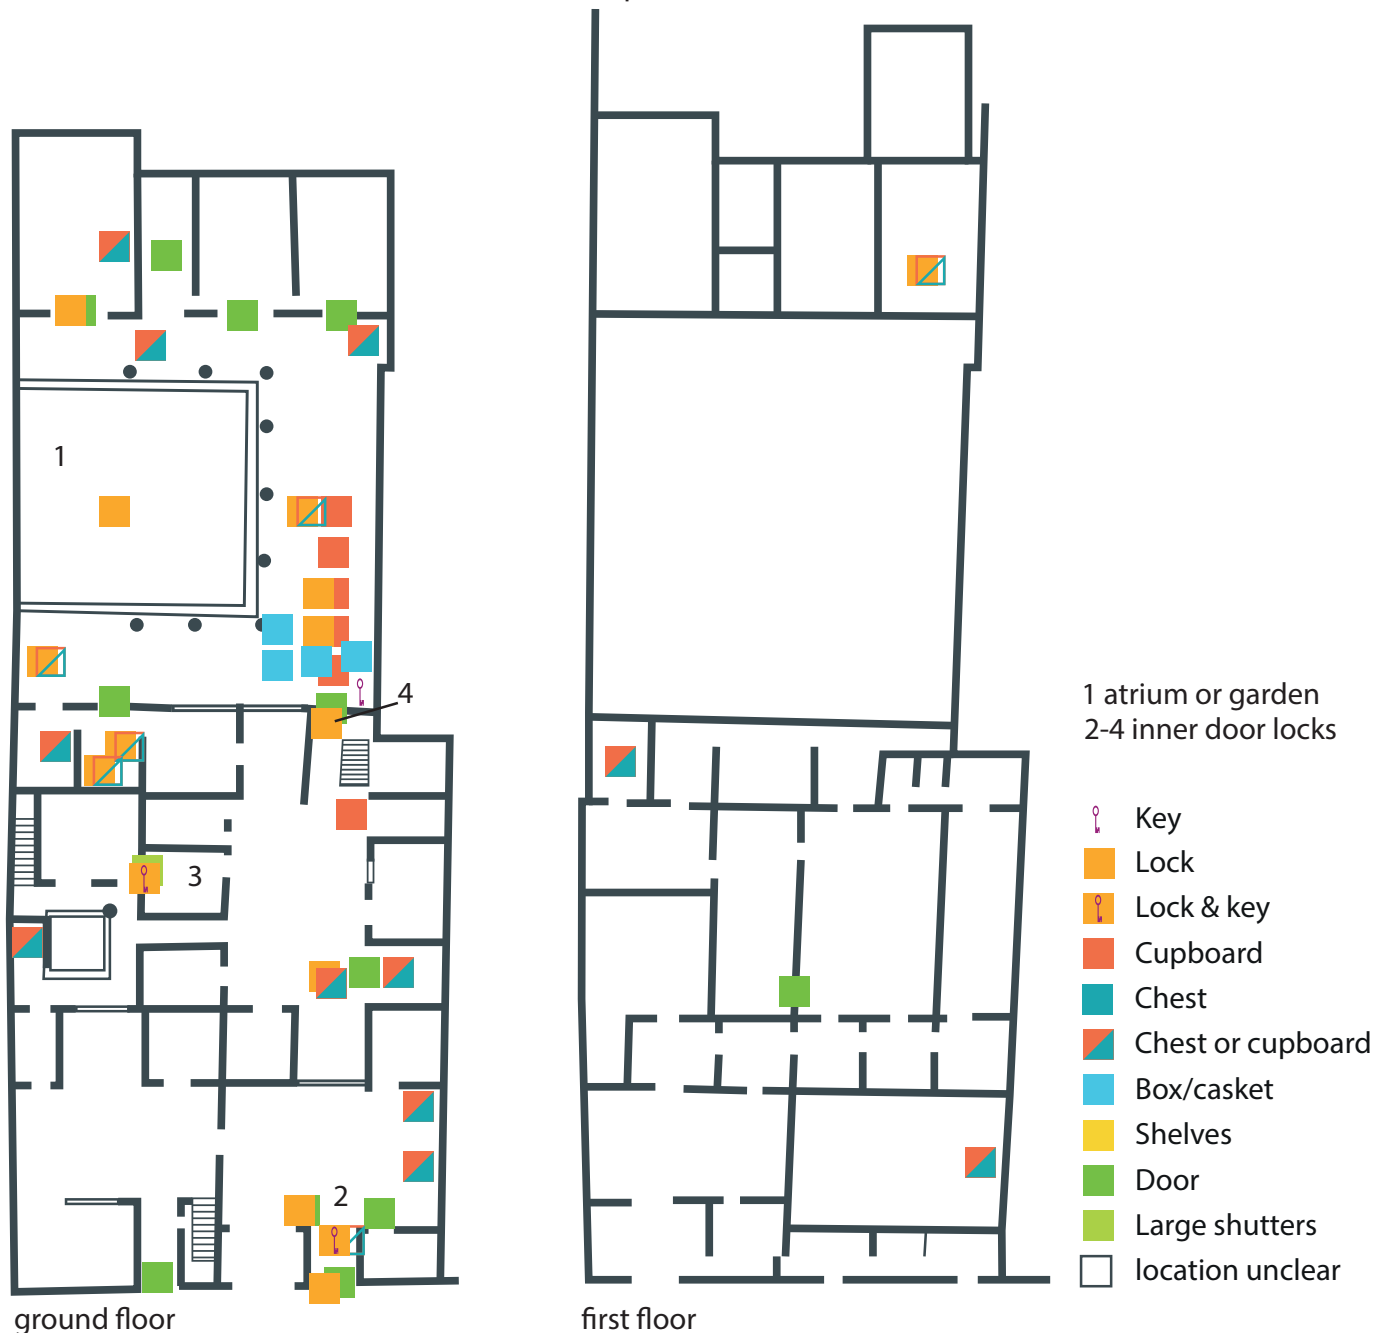 1
4
3
2
ground floor
first floor
1 atrium or garden
2-4 inner door locks
Key
Lock
Lock & key
Cupboard
Chest
Chest or cupboard
Box/casket
Shelves
Door
Large shutters
location unclear